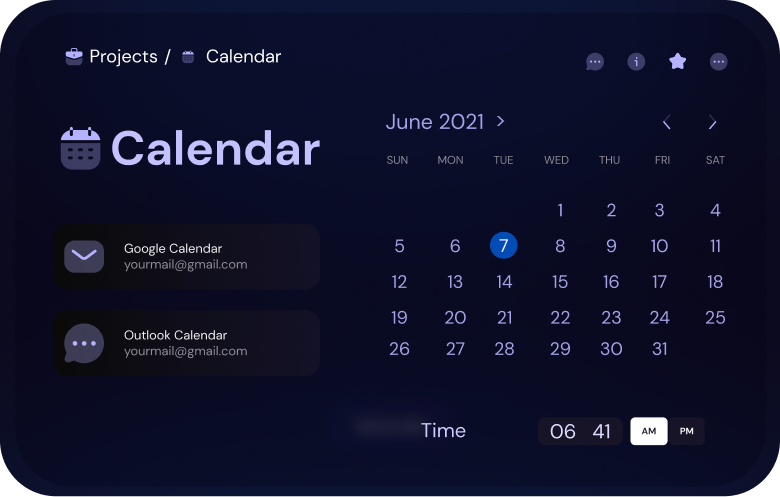 Projects / Calendar
Calendar
Google Calendar
yourmail@gmail.com
Outlook Calendar
yourmail@gmail.com
June 2021 >
SUN MON TUE WED THU FRI SAT
1 2 3 4
5 6 7 8 9 10 11
12 13 14 15 16 17 18
19 20 21 22 23 24 25
26 27 28 29 30 31
Time 06 41 AM PM